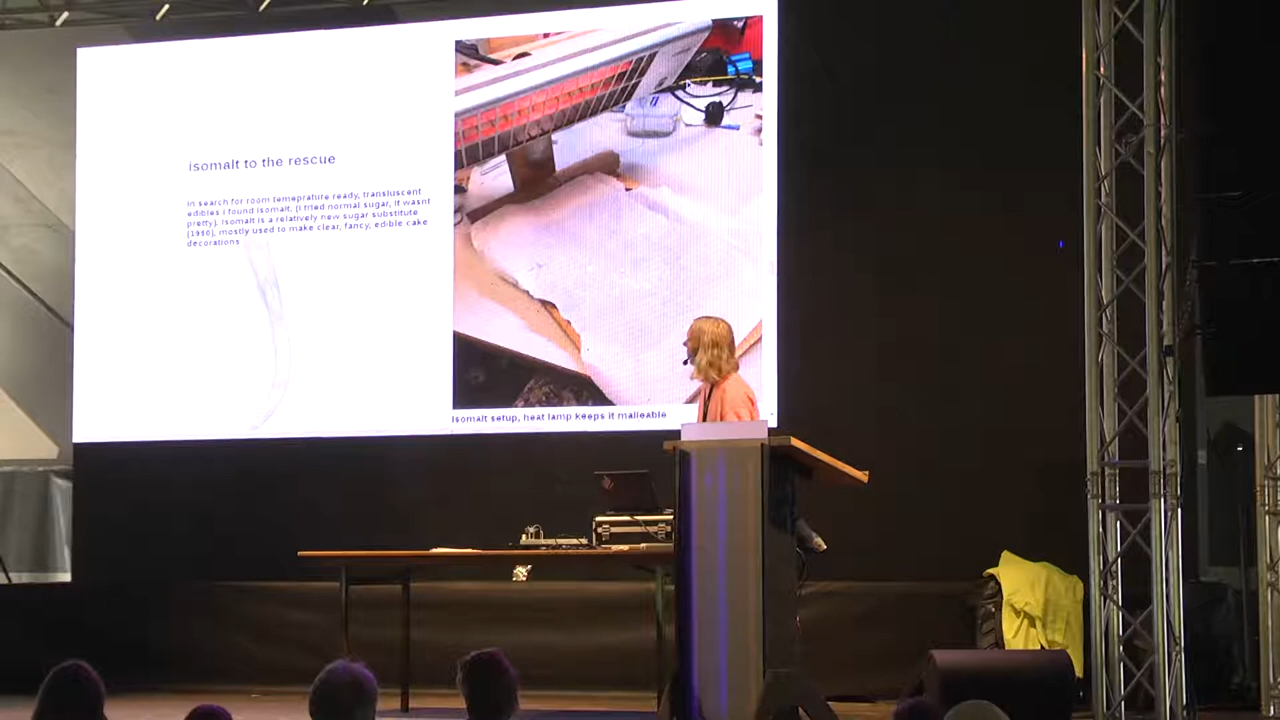 isomalt to the rescue
in search for room temeprature ready, transluscent
edibles i found isomalt. (i tried normal sugar, it wasnt
pretty). Isomalt is a relatively new sugar substitute
mostly used to make clear, fancy, edible cake
decorations
Isomalt setup, heat lamp keeps it malleable